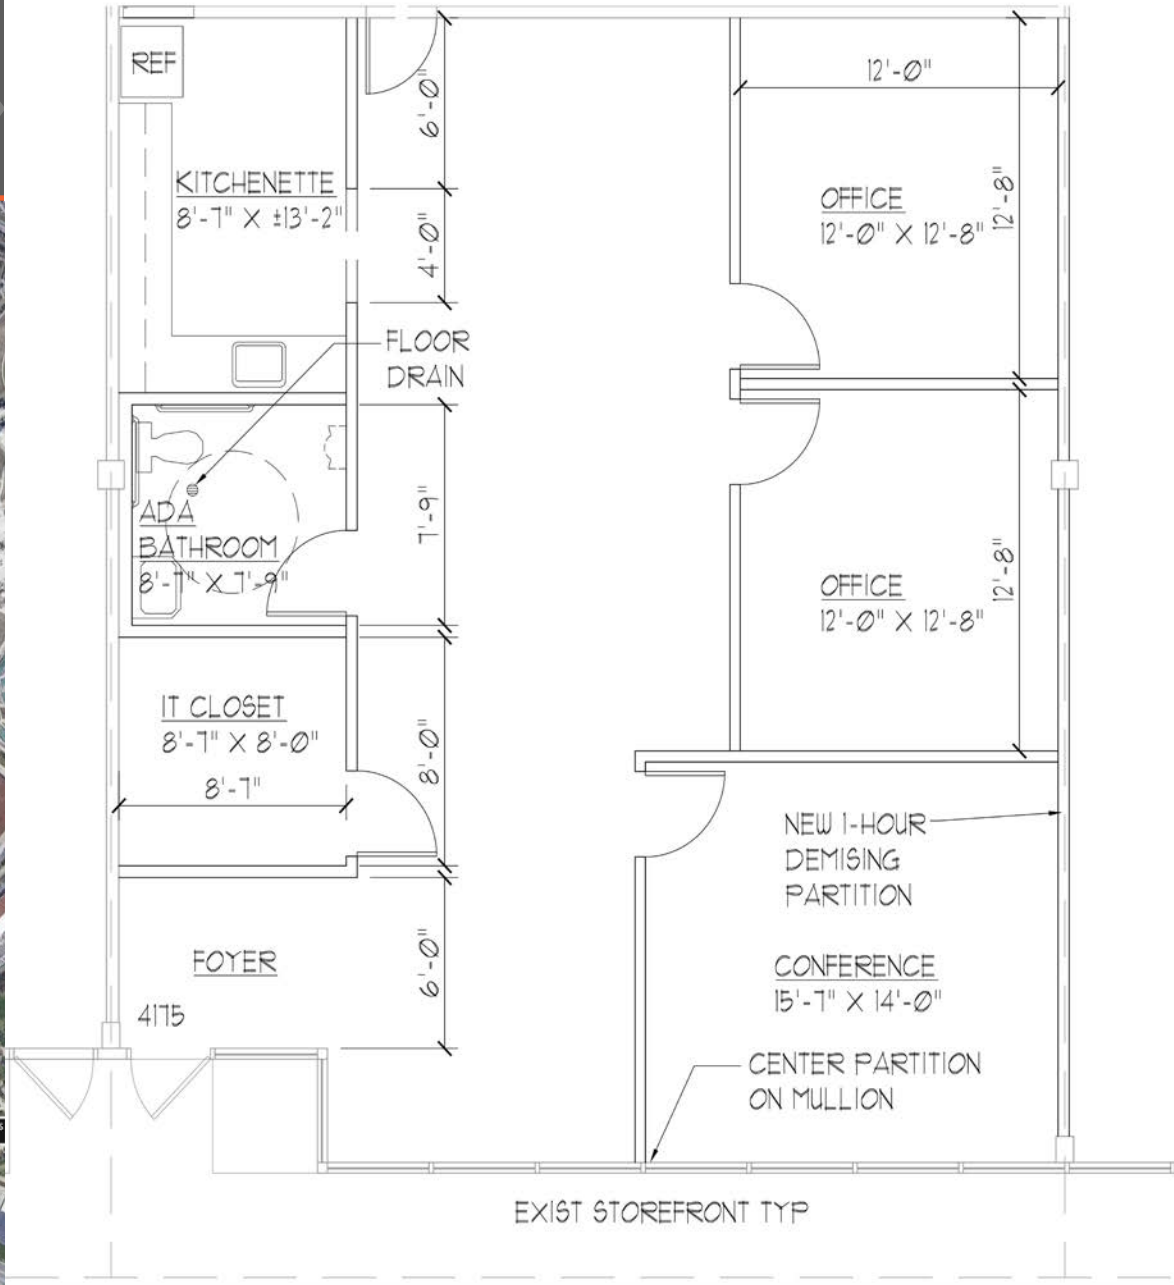 REF
12'-0"
6'-0"
KITCHENETTE
8'-7" X ±13'-2"
OFFICE
12'-0" X 12'-8"
12'-8"
4'-0"
FLOOR
DRAIN
7'-9"
ADA
BATHROOM
8'-7" X 7'-9"
OFFICE
12'-0" X 12'-8"
12'-8"
IT CLOSET
8'-7" X 8'-0"
8'-7"
8'-0"
NEW 1-HOUR
DEMISING
PARTITION
FOYER
6'-0"
CONFERENCE
15'-7" X 14'-0"
4175
CENTER PARTITION
ON MULLION
EXIST STOREFRONT TYP